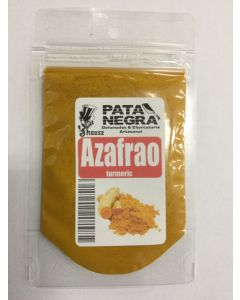 PATA
NEGRA
house
Defumados & Charcutaria
Artesanal
Azafrao
turmeric